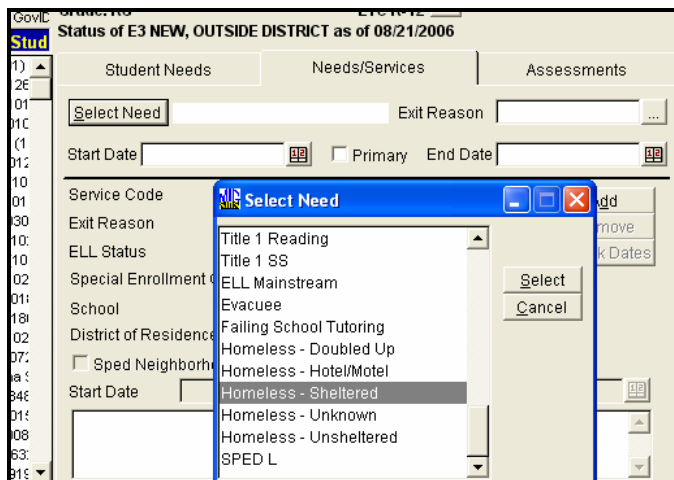 GovID
Status of E3 NEW, OUTSIDE DISTRICT as of 08/21/2006
Stud
Student Needs
Needs/Services
Assessments
Select Need
Exit Reason
...
Start Date
Primary
End Date
Service Code
Exit Reason
ELL Status
Special Enrollment
School
District of Residence
Sped Neighborh
Start Date
Select Need
Title 1 Reading
Title 1 SS
ELL Mainstream
Evacuee
Failing School Tutoring
Homeless - Doubled Up
Homeless - Hotel/Motel
Homeless - Sheltered
Homeless - Unknown
Homeless - Unsheltered
SPED L
Select
Cancel
dd
move
k Dates